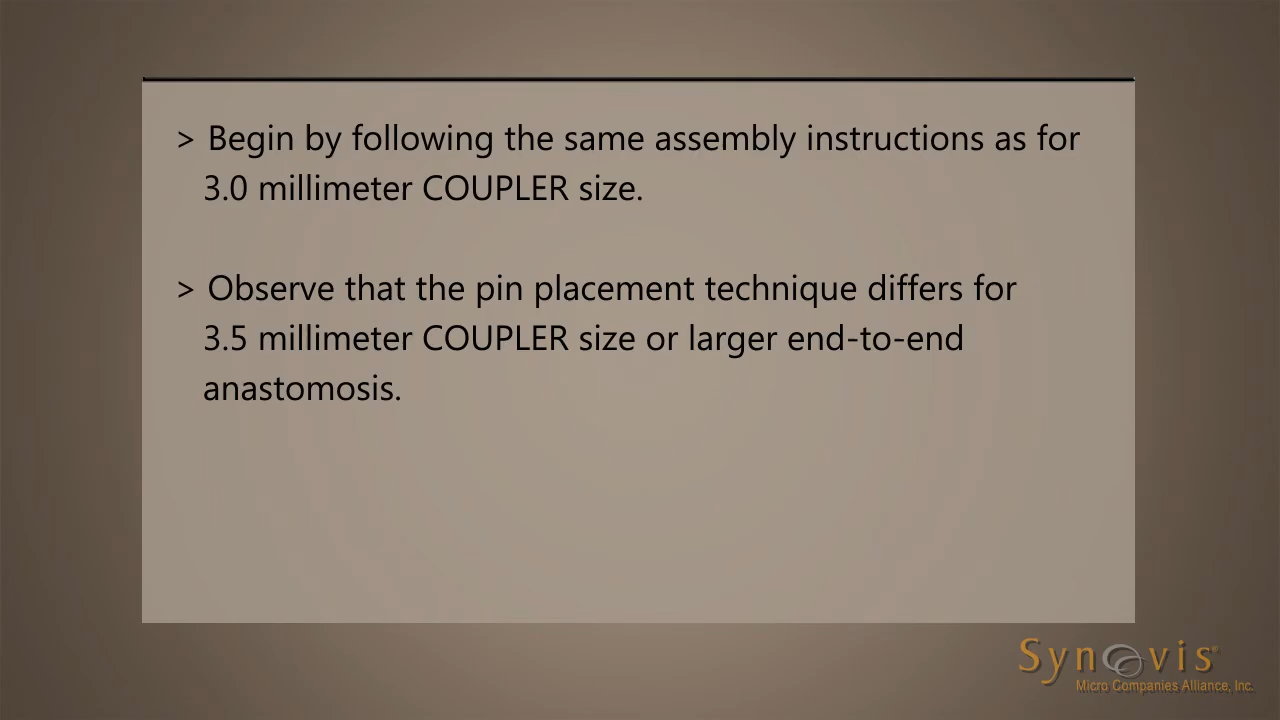 > Begin by following the same assembly instructions as for
3.0 millimeter COUPLER size.
> Observe that the pin placement technique differs for
3.5 millimeter COUPLER size or larger end-to-end
anastomosis.
Synovis®
Micro Companies Alliance, Inc.